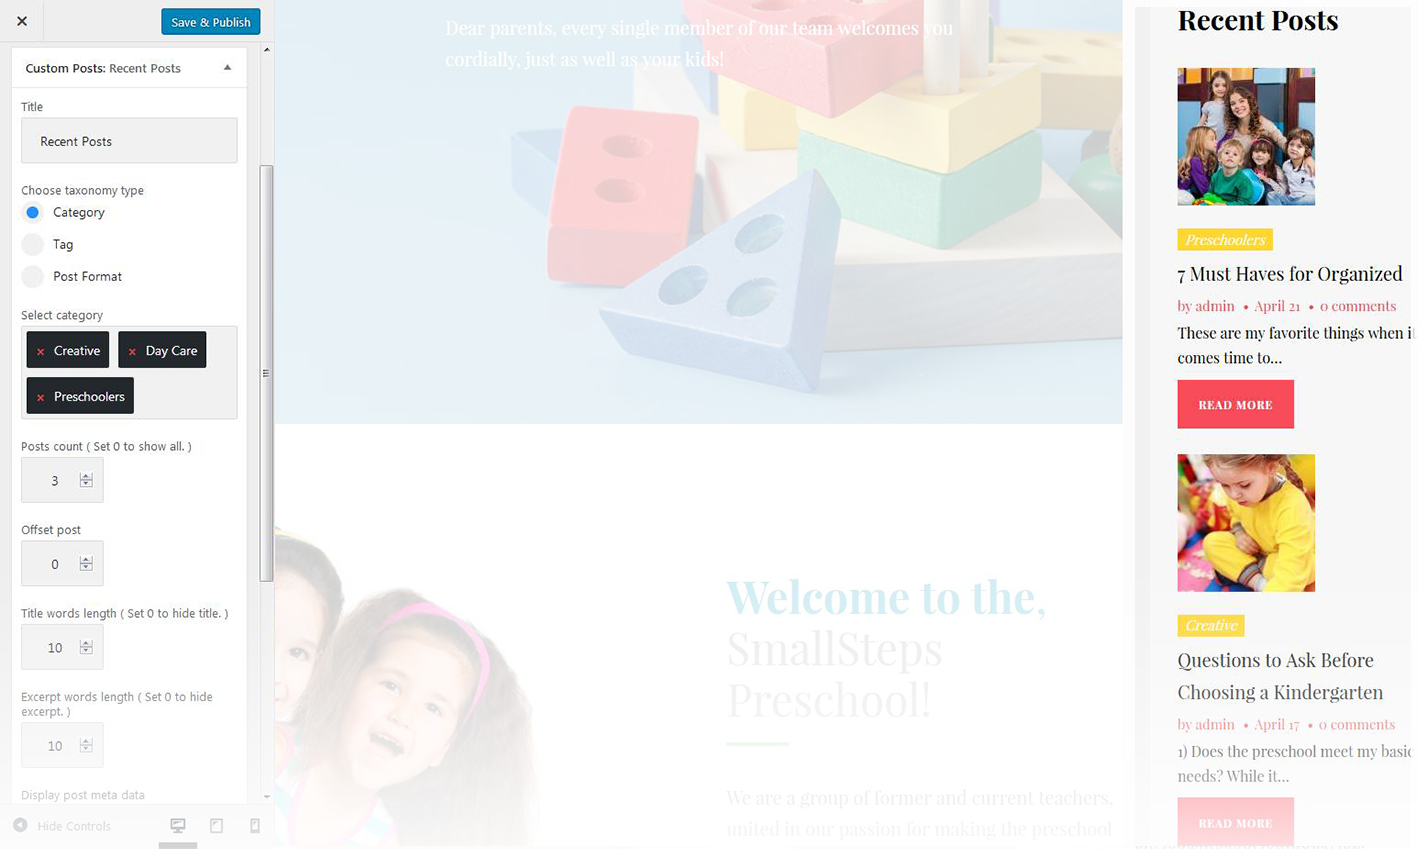 Save & Publish
Custom Posts: Recent Posts
Title
Recent Posts
Choose taxonomy type
Category
Tag
Post Format
Select category
× Creative
× Day Care
× Preschoolers
Posts count ( Set 0 to show all. )
3
Offset post
0
Title words length ( Set 0 to hide title. )
10
Excerpt words length ( Set 0 to hide
excerpt. )
10
Display post meta data
Hide Controls
Dear parents, every single member of our team welcomes you
cordially, just as well as your kids!
Welcome to the,
SmallSteps
Preschool!
We are a group of former and current teachers,
united in our passion for making the preschool
Recent Posts
Preschoolers
7 Must Haves for Organized
by admin • April 21 • 0 comments
These are my favorite things when it
comes time to...
READ MORE
Creative
Questions to Ask Before
Choosing a Kindergarten
by admin • April 17 • 0 comments
1) Does the preschool meet my basic
needs? While it...
READ MORE